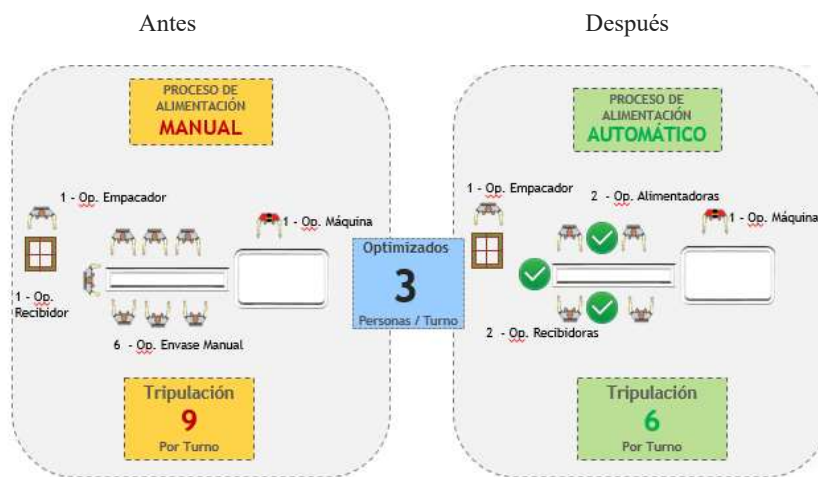 Antes
Después
PROCESO DE
ALIMENTACIÓN
MANUAL
1 - Op. Empacador
1 - Op. Máquina
1 - Op.
Recibidor
6 - Op. Envase Manual
Tripulación
9
Por Turno
Optimizados
3
Personas / Turno
PROCESO DE
ALIMENTACIÓN
AUTOMÁTICO
1 - Op. Empacador
2 - Op. Alimentadoras
1 - Op. Máquina
2 - Op. Recibidoras
Tripulación
6
Por Turno